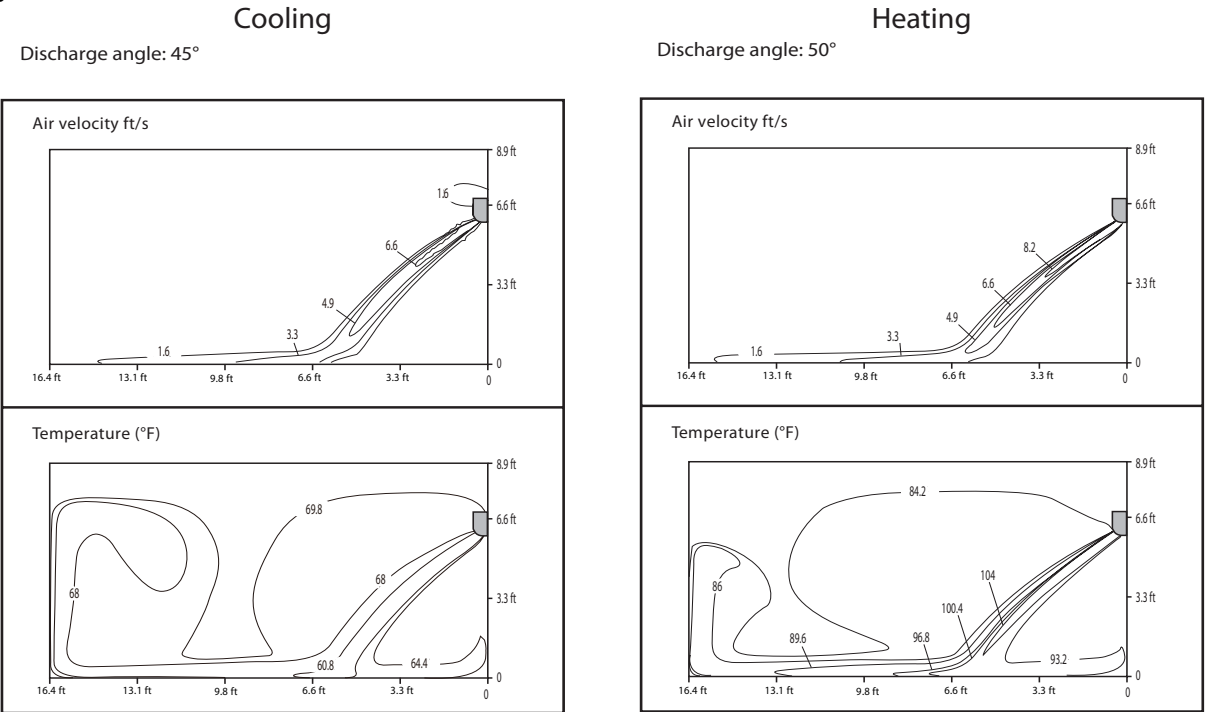 Cooling
Discharge angle: 45°
Air velocity ft/s
8.9 ft
1.6
6.6 ft
6.6
3.3 ft
4.9
3.3
1.6
0
16.4 ft 13.1 ft 9.8 ft 6.6 ft 3.3 ft 0
Temperature (°F)
8.9 ft
69.8
6.6 ft
68
68
3.3 ft
60.8
64.4
0
16.4 ft 13.1 ft 9.8 ft 6.6 ft 3.3 ft 0
Heating
Discharge angle: 50°
Air velocity ft/s
8.9 ft
6.6 ft
8.2
6.6
3.3 ft
4.9
3.3
1.6
0
16.4 ft 13.1 ft 9.8 ft 6.6 ft 3.3 ft 0
Temperature (°F)
8.9 ft
84.2
6.6 ft
86
104
3.3 ft
100.4
89.6
96.8
93.2
0
16.4 ft 13.1 ft 9.8 ft 6.6 ft 3.3 ft 0